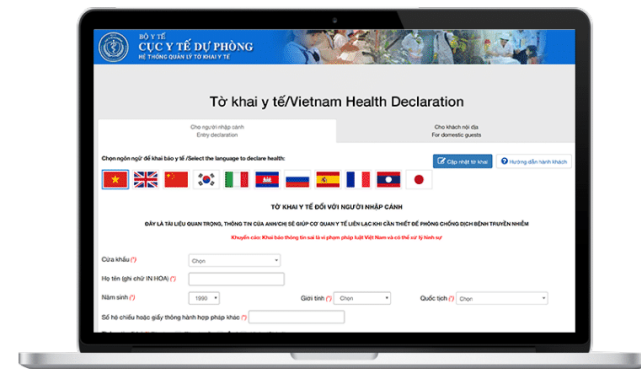 BỘ Y TẾ
CỤC Y TẾ DỰ PHÒNG
HỆ THỐNG QUẢN LÝ TỜ KHAI Y TẾ
Tờ khai y tế/Vietnam Health Declaration
Cho người nhập cảnh
Entry declaration
Cho khách nội địa
For domestic guests
Chọn ngôn ngữ để khai báo y tế /Select the language to declare health:
Cập nhật tờ khai
Hướng dẫn hành khách
TỜ KHAI Y TẾ ĐỐI VỚI NGƯỜI NHẬP CẢNH
ĐÂY LÀ TÀI LIỆU QUAN TRỌNG, THÔNG TIN CỦA ANH/CHỊ SẼ GIÚP CƠ QUAN Y TẾ LIÊN LẠC KHI CẦN THIẾT ĐỂ PHÒNG CHỐNG DỊCH BỆNH TRUYỀN NHIỄM
Khuyến cáo: Khai báo thông tin sai là vi phạm pháp luật Việt Nam và có thể xử lý hình sự
Cửa khẩu (*) Chọn
Họ tên (ghi chữ IN HOA) (*)
Năm sinh (*) 1990 Giới tính (*) Chọn Quốc tịch (*) Chọn
Số hộ chiếu hoặc giấy thông hành hợp pháp khác (*)